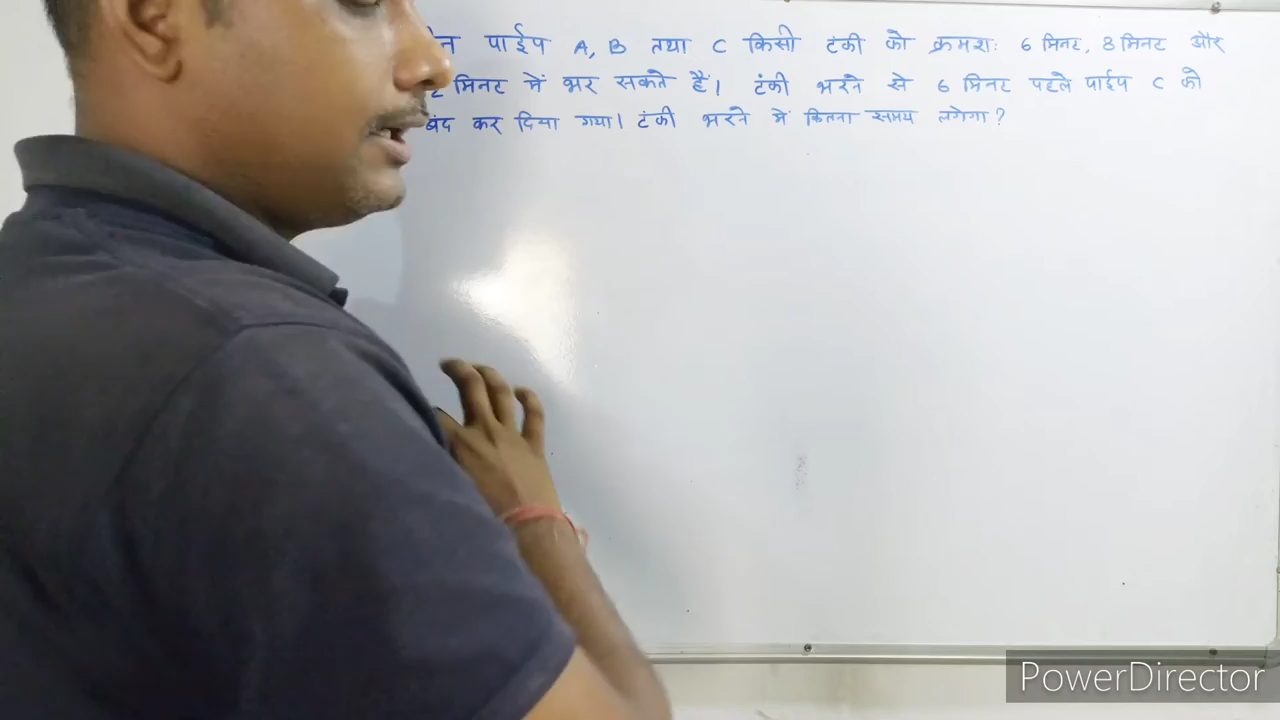 पाईप A, B तथा C किसी टंकी को क्रमशः 6 मिनट, 8 मिनट और
मिनट में भर सकते हैं। टंकी भरने से 6 मिनट पहले पाईप C को
बंद कर दिया गया। टंकी भरने में कितना समय लगेगा?
PowerDirector